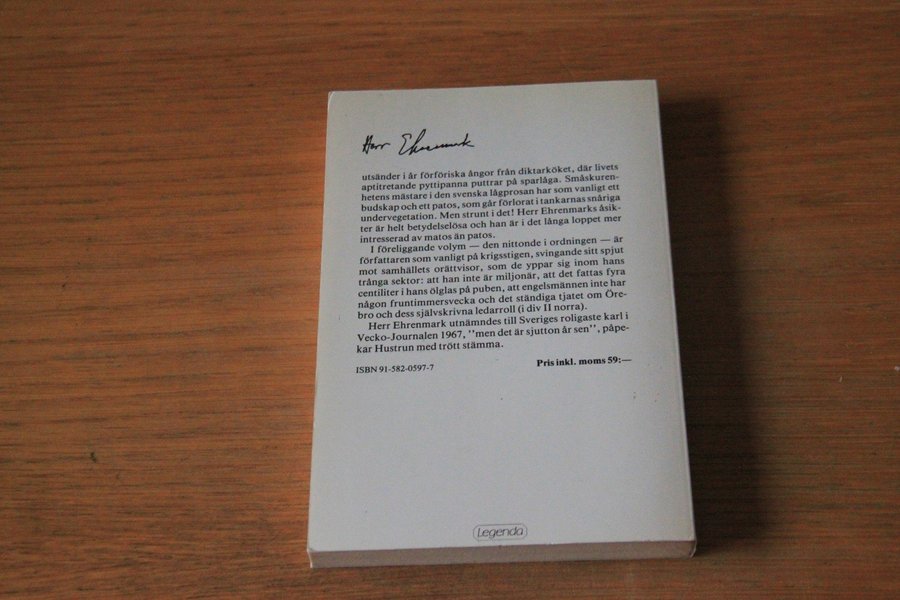 Herr Ehrenmark
utsänder i år förföriska ångor från diktarköket, där livets
aptitretande pyttipanna puttrar på sparlåga. Småskuren-
hetens mästare i den svenska lågprosan har som vanligt ett
budskap och ett patos, som går förlorat i tankarnas snåriga
undervegetation. Men strunt i det! Herr Ehrenmarks åsik-
ter är helt betydelselösa och han är i det långa loppet mer
intresserad av matos än patos.
I föreliggande volym — den nittonde i ordningen — är
författaren som vanligt på krigsstigen, svingande sitt spjut
mot samhällets orättvisor, som de yppar sig inom hans
trånga sektor: att han inte är miljonär, att det fattas fyra
centiliter i hans ölglas på puben, att engelsmännen inte har
någon fruntimmersvecka och det ständiga tjatet om Öre-
bro och dess självskrivna ledarroll (i div II norra).
Herr Ehrenmark utnämndes till Sveriges roligaste karl i
Vecko-Journalen 1967, ''men det är sjutton år sen'', påpe-
kar Hustrun med trött stämma.
ISBN 91-582-0597-7
Pris inkl. moms 59:—
Legenda